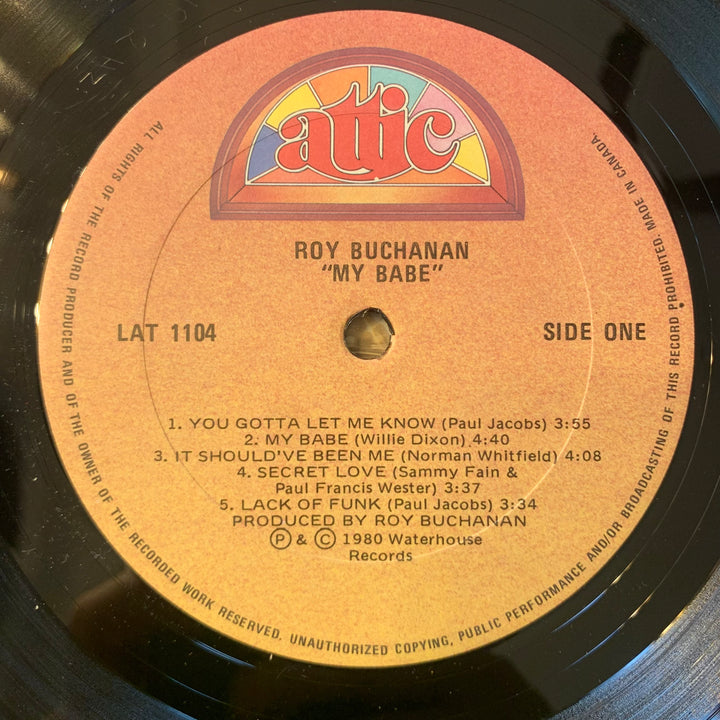 attic
ROY BUCHANAN
"MY BABE"
LAT 1104
SIDE ONE
1. YOU GOTTA LET ME KNOW (Paul Jacobs) 3:55
2. MY BABE (Willie Dixon) 4:40
3. IT SHOULD'VE BEEN ME (Norman Whitfield) 4:08
4. SECRET LOVE (Sammy Fain &
Paul Francis Wester) 3:37
5. LACK OF FUNK (Paul Jacobs) 3:34
PRODUCED BY ROY BUCHANAN
Ⓟ & © 1980 Waterhouse
Records
ALL RIGHTS OF THE RECORD PRODUCER AND OF THE OWNER OF THE RECORDED WORK RESERVED. UNAUTHORIZED COPYING, PUBLIC PERFORMANCE AND/OR BROADCASTING OF THIS RECORD PROHIBITED. MADE IN CANADA.